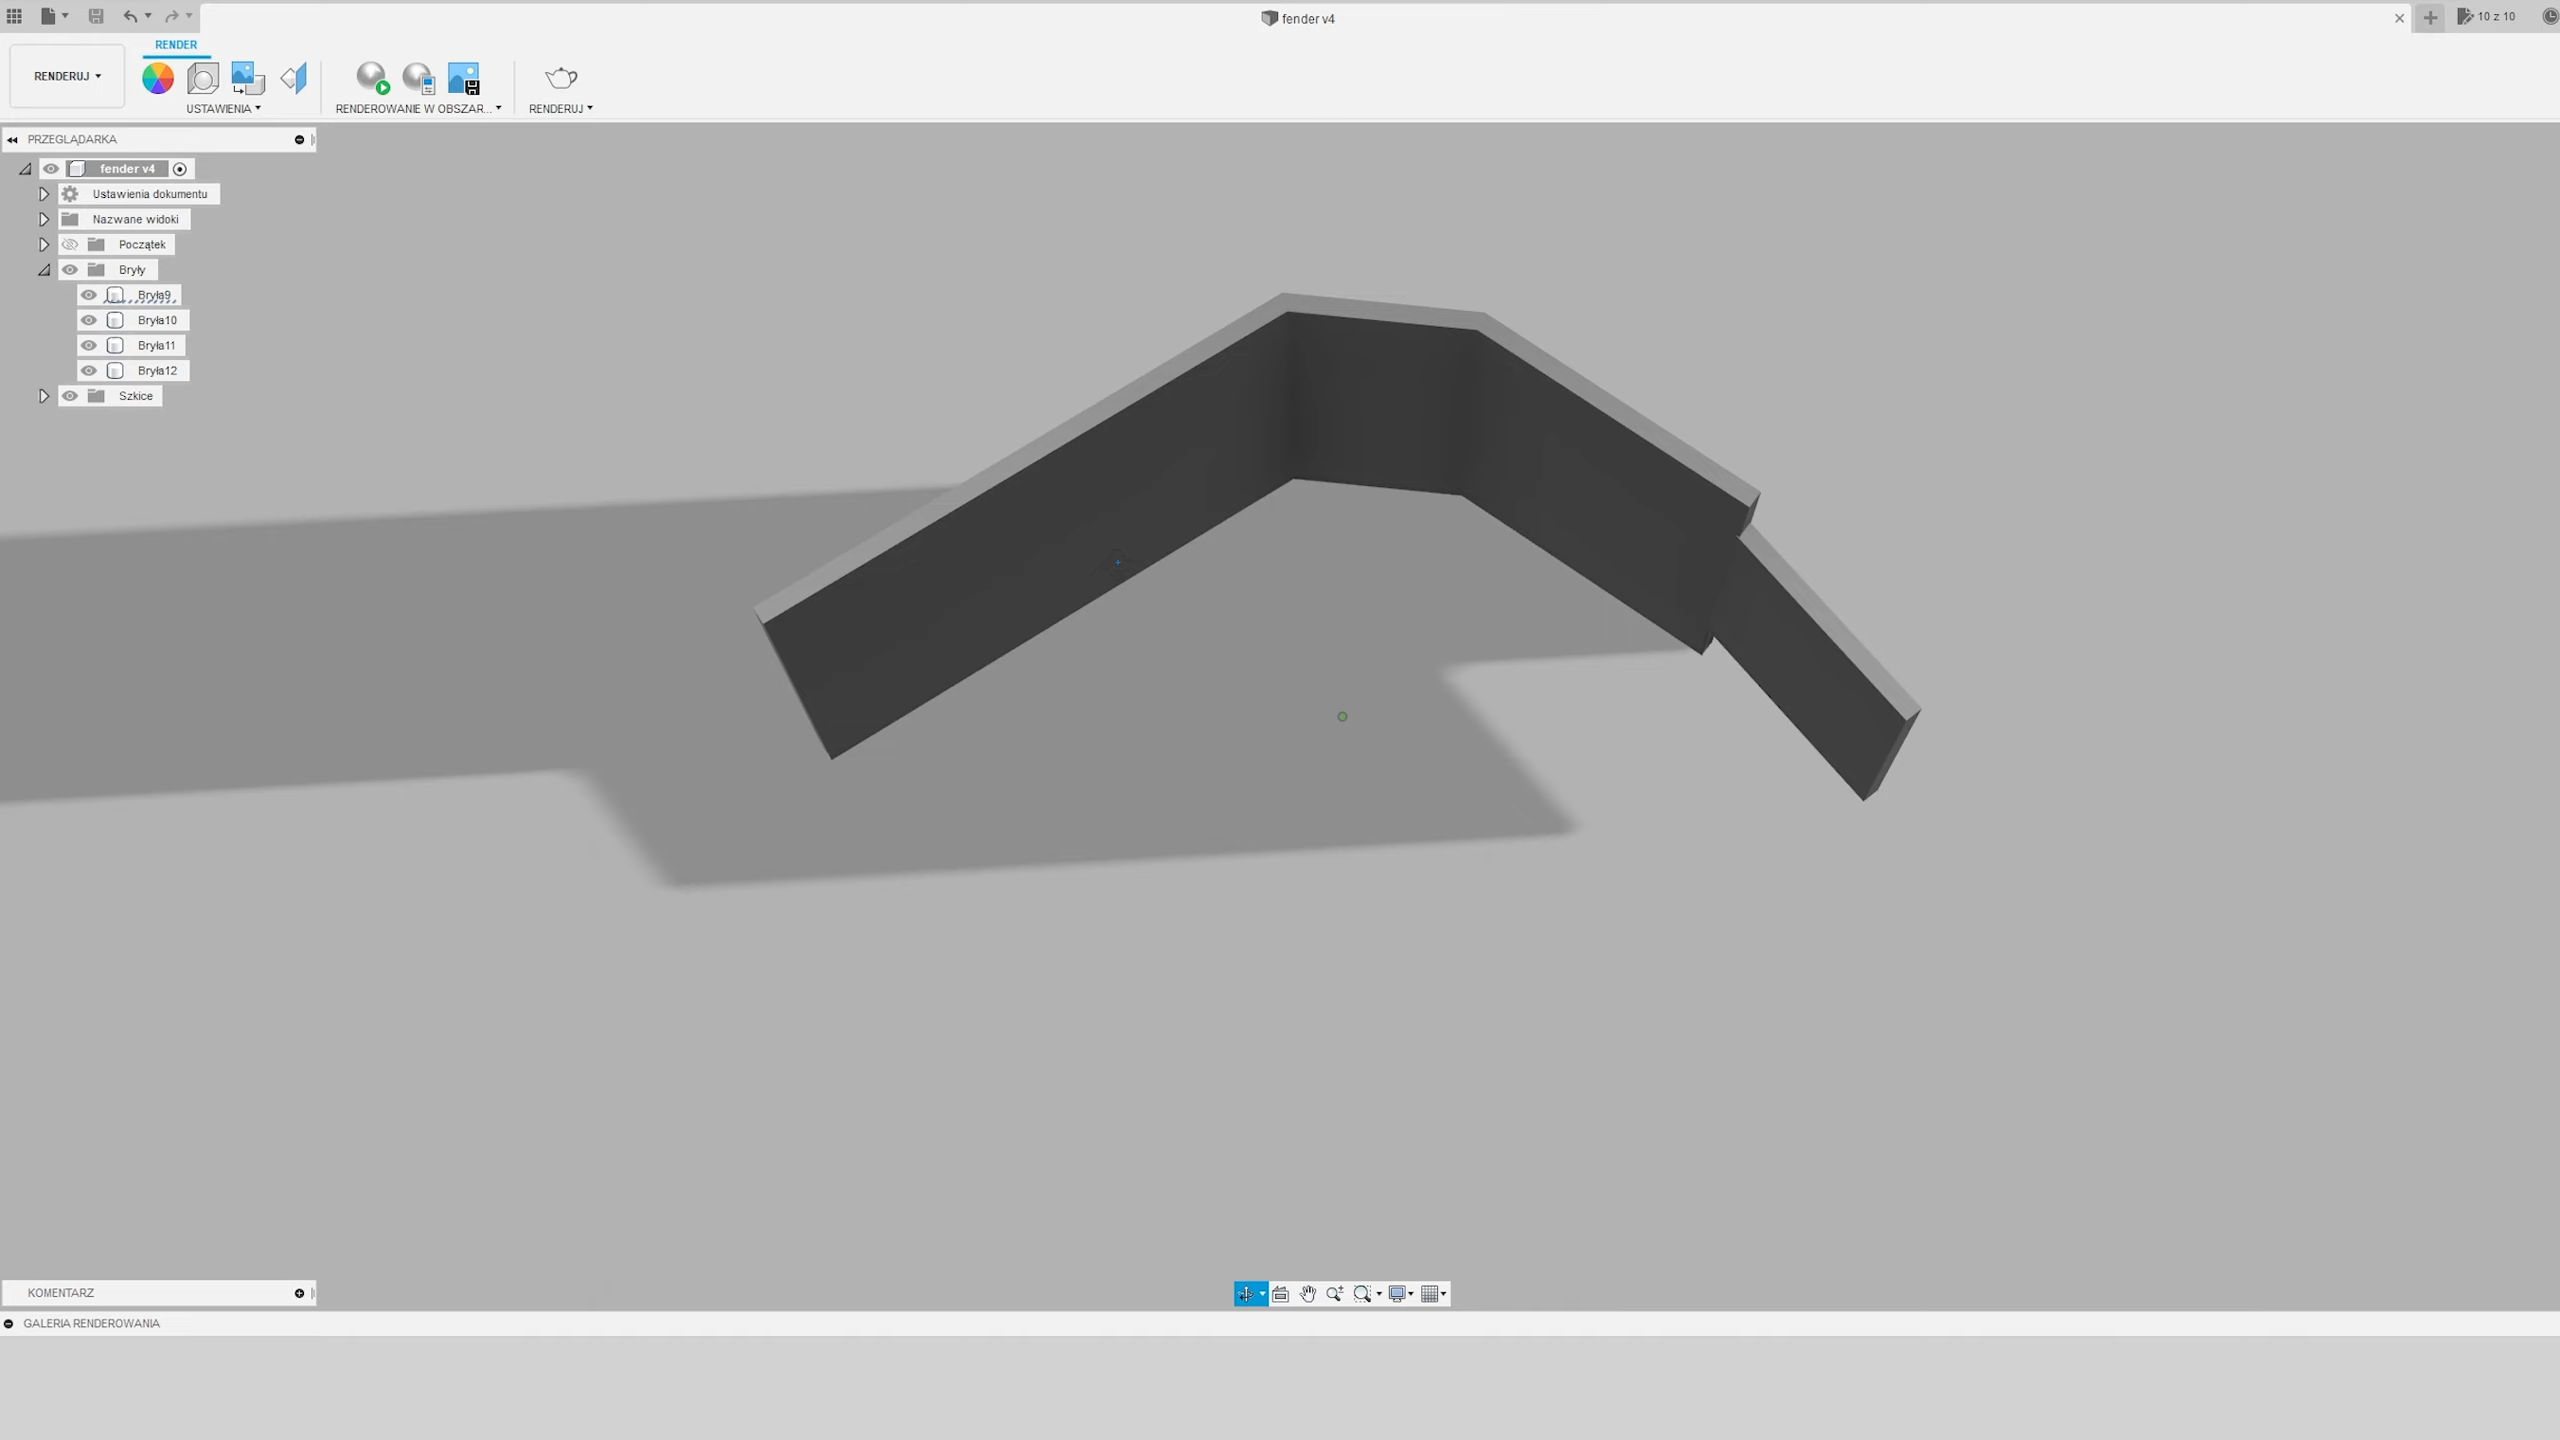 fender v4
10 z 10
RENDER
RENDERUJ
USTAWIENIA
RENDEROWANIE W OBSZAR...
RENDERUJ
PRZEGLĄDARKA
fender v4
Ustawienia dokumentu
Nazwane widoki
Początek
Bryły
Bryła9
Bryła10
Bryła11
Bryła12
Szkice
KOMENTARZ
GALERIA RENDEROWANIA